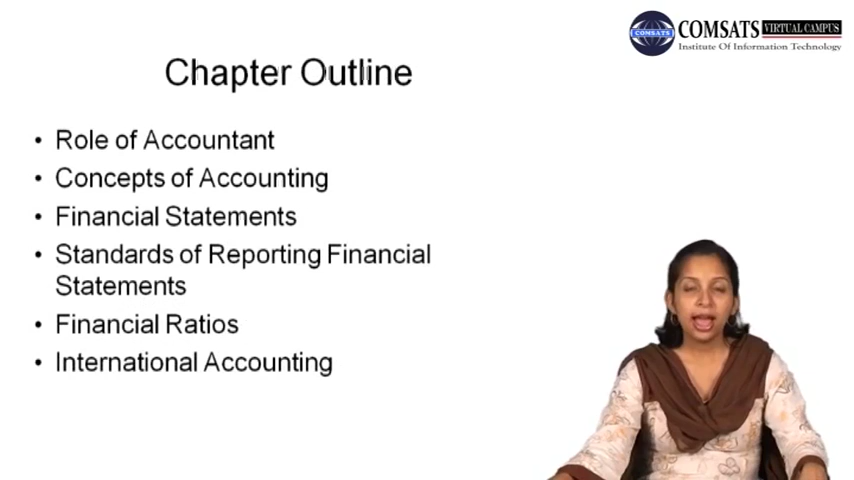 COMSATS VIRTUAL CAMPUS
COMSATS
Institute Of Information Technology
Chapter Outline
• Role of Accountant
• Concepts of Accounting
• Financial Statements
• Standards of Reporting Financial
Statements
• Financial Ratios
• International Accounting